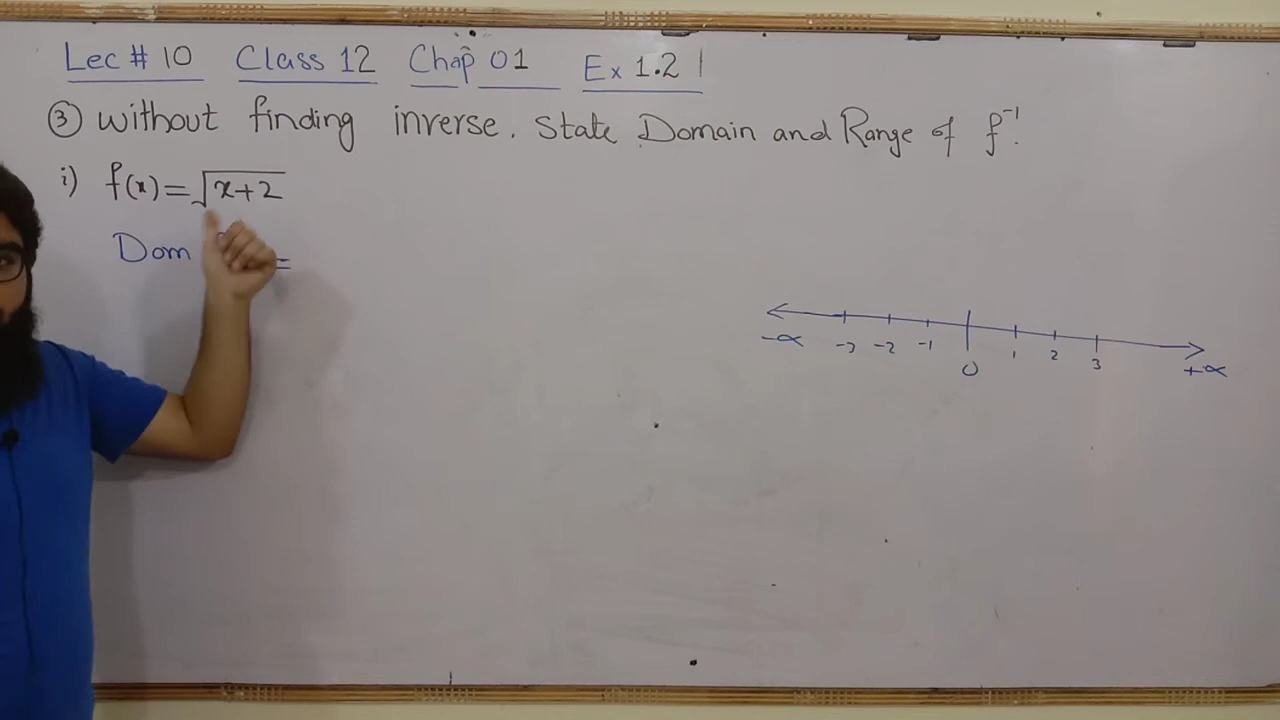 Lec # 10 Class 12 Chap 01 Ex 1.2
③ without finding inverse. State Domain and Range of f⁻¹.
i) f(x)=√x+2
Dom =
-∝ -3 -2 -1 0 1 2 3 +∝